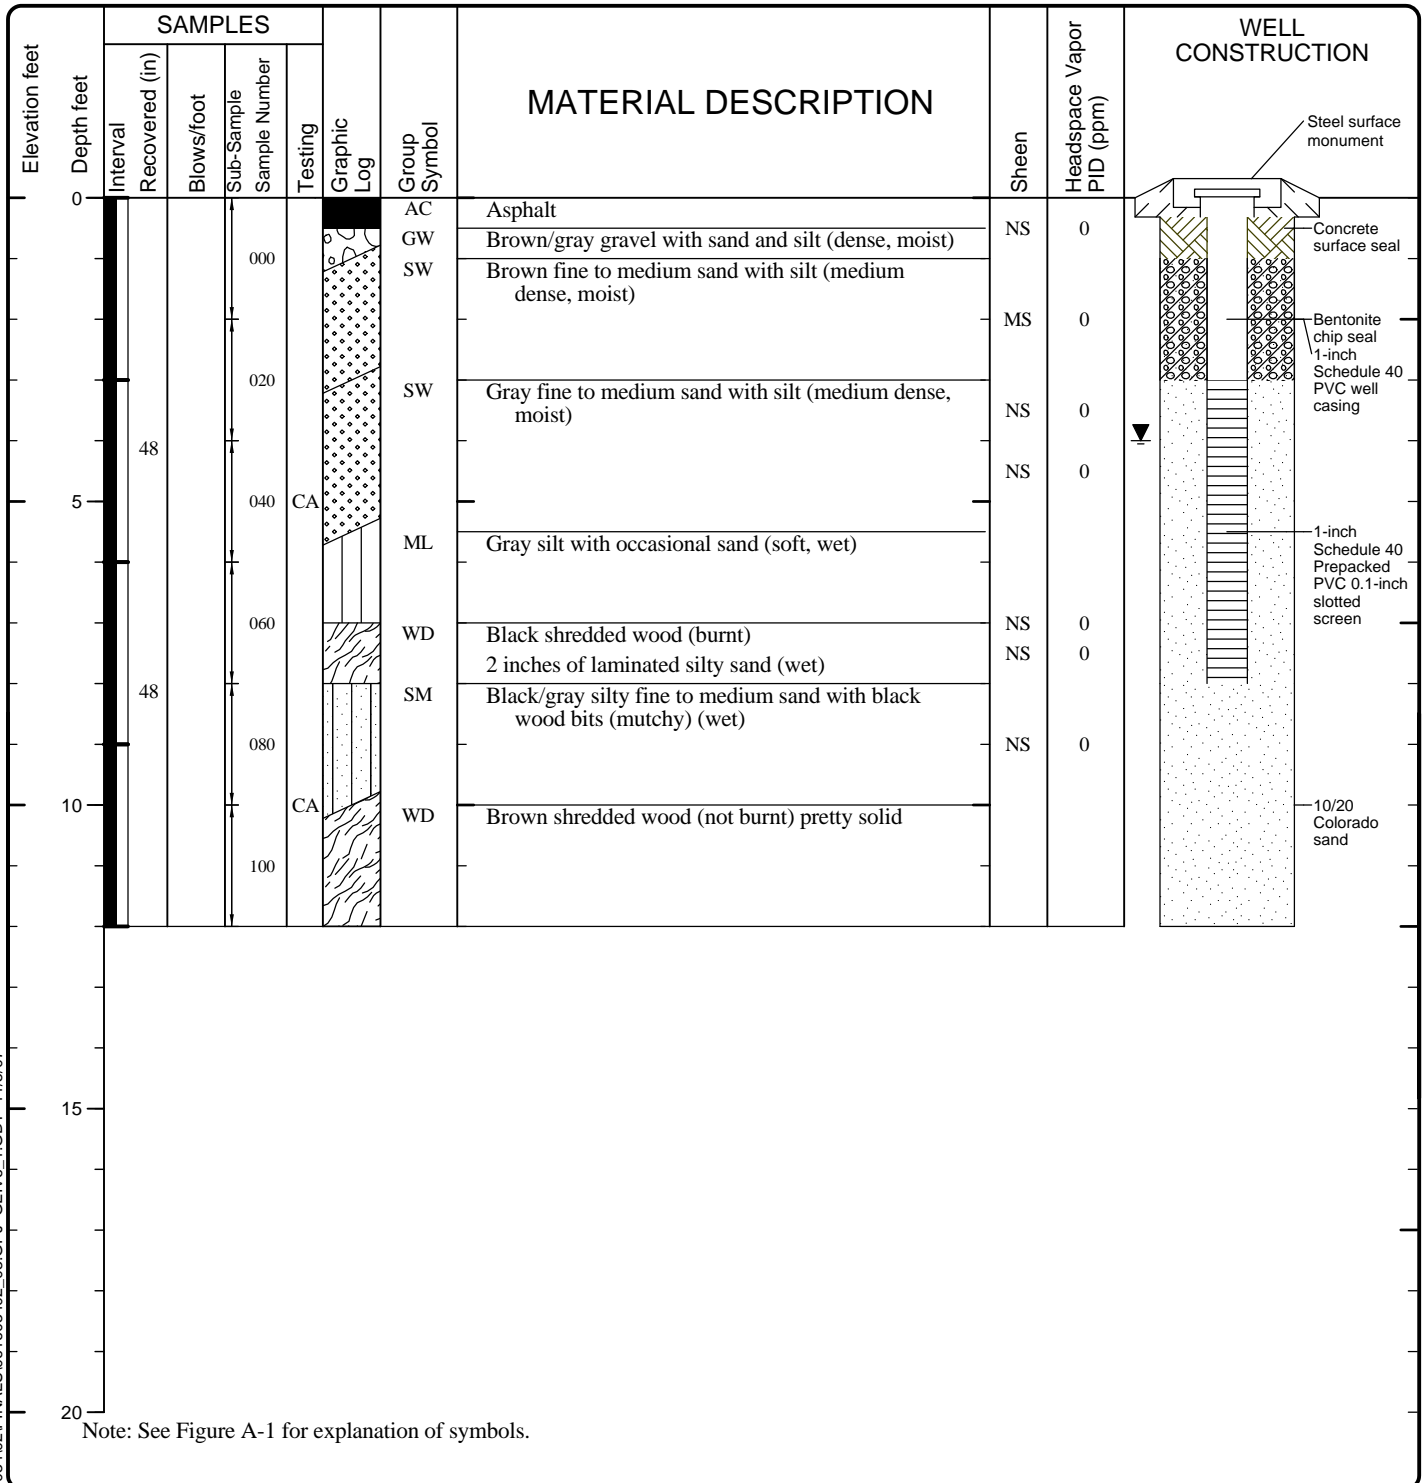 SAMPLES
WELL
CONSTRUCTION
MATERIAL DESCRIPTION
Elevation feet
Depth feet
Interval
Recovered (in)
Blows/foot
Sub-Sample
Sample Number
Testing
Graphic
Log
Group
Symbol
Sheen
Headspace Vapor
PID (ppm)
Steel surface
monument
0
AC Asphalt
NS 0
Concrete
surface seal
GW Brown/gray gravel with sand and silt (dense, moist)
000
SW Brown fine to medium sand with silt (medium
dense, moist)
MS 0
Bentonite
chip seal
1-inch
Schedule 40
PVC well
casing
020
SW Gray fine to medium sand with silt (medium dense,
moist)
NS 0
48
NS 0
5
040 CA
ML Gray silt with occasional sand (soft, wet)
1-inch
Schedule 40
Prepacked
PVC 0.1-inch
slotted
screen
060
NS 0
WD Black shredded wood (burnt)
NS 0
2 inches of laminated silty sand (wet)
48
SM Black/gray silty fine to medium sand with black
wood bits (mutchy) (wet)
080
NS 0
10
CA
WD Brown shredded wood (not burnt) pretty solid
10/20
Colorado
sand
100
15
20
Note: See Figure A-1 for explanation of symbols.